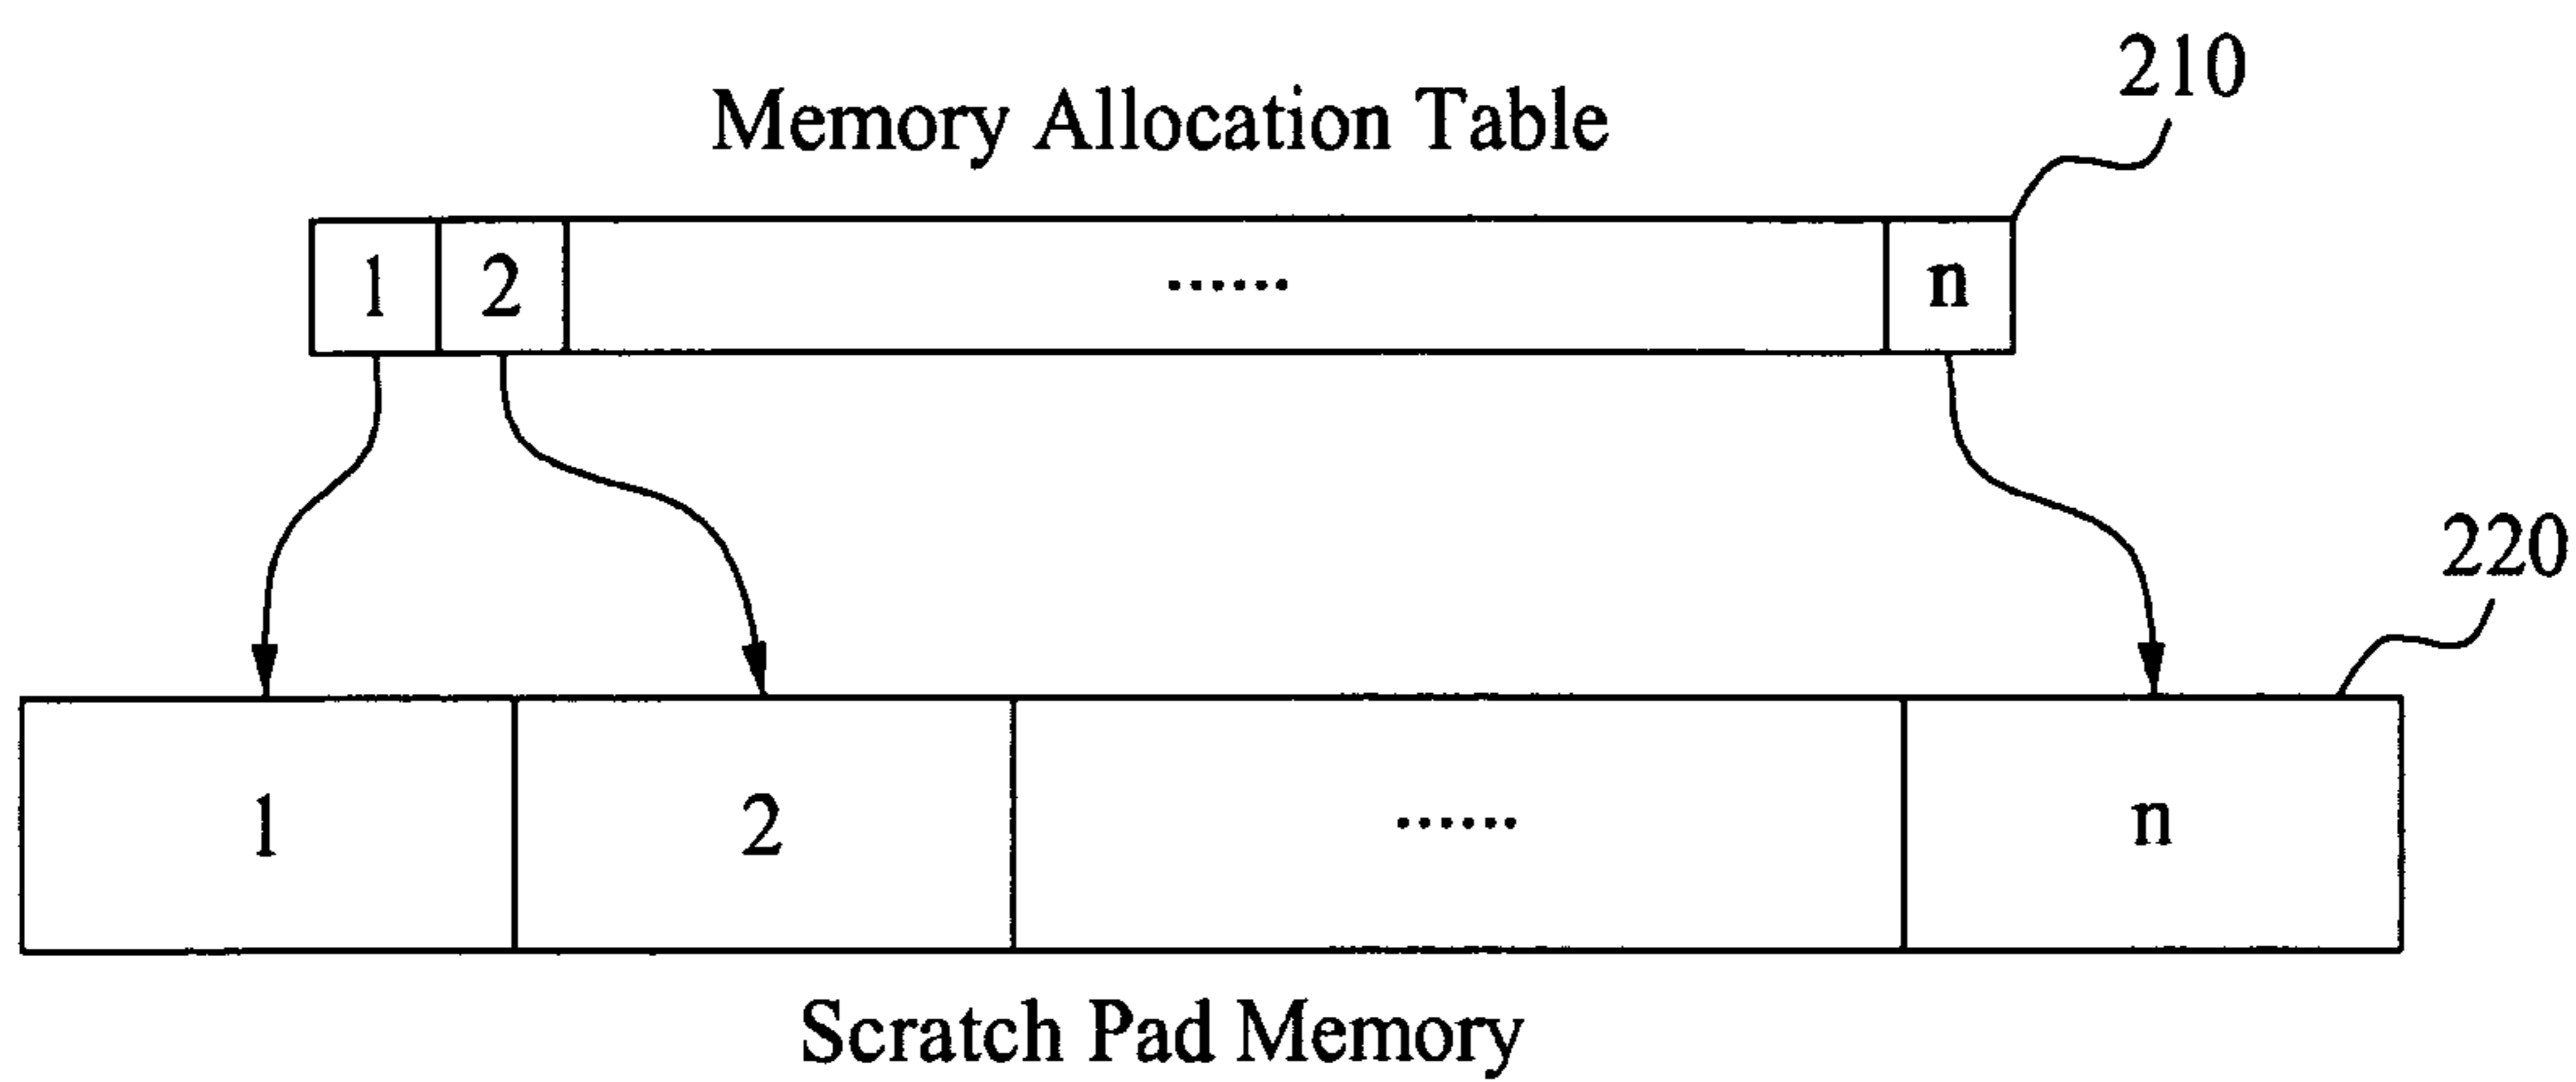 210
Memory Allocation Table
1 2 ...... n
220
1 2 ...... n
Scratch Pad Memory